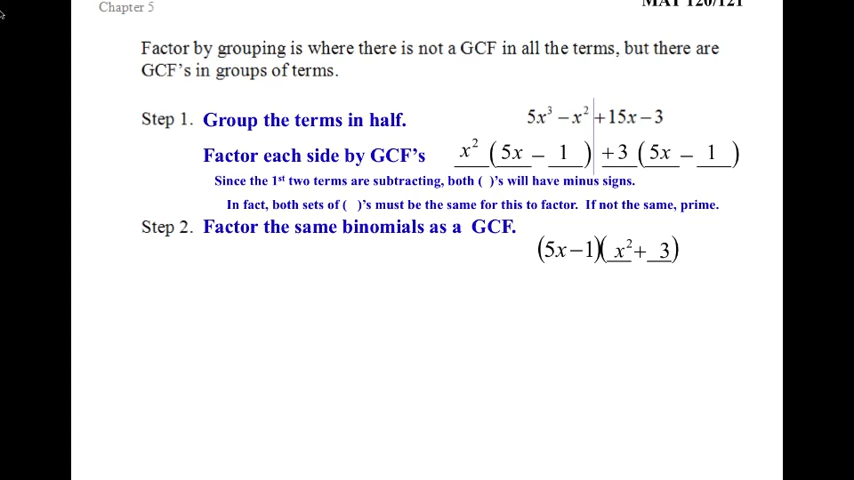 Chapter 5
MAT 120/121
Factor by grouping is where there is not a GCF in all the terms, but there are
GCF's in groups of terms.
Step 1. Group the terms in half. 5x³ − x² + 15x − 3
Factor each side by GCF's x² (5x − 1) +3 (5x − 1)
Since the 1st two terms are subtracting, both ( )'s will have minus signs.
In fact, both sets of ( )'s must be the same for this to factor. If not the same, prime.
Step 2. Factor the same binomials as a GCF.
(5x − 1)(x² + 3)